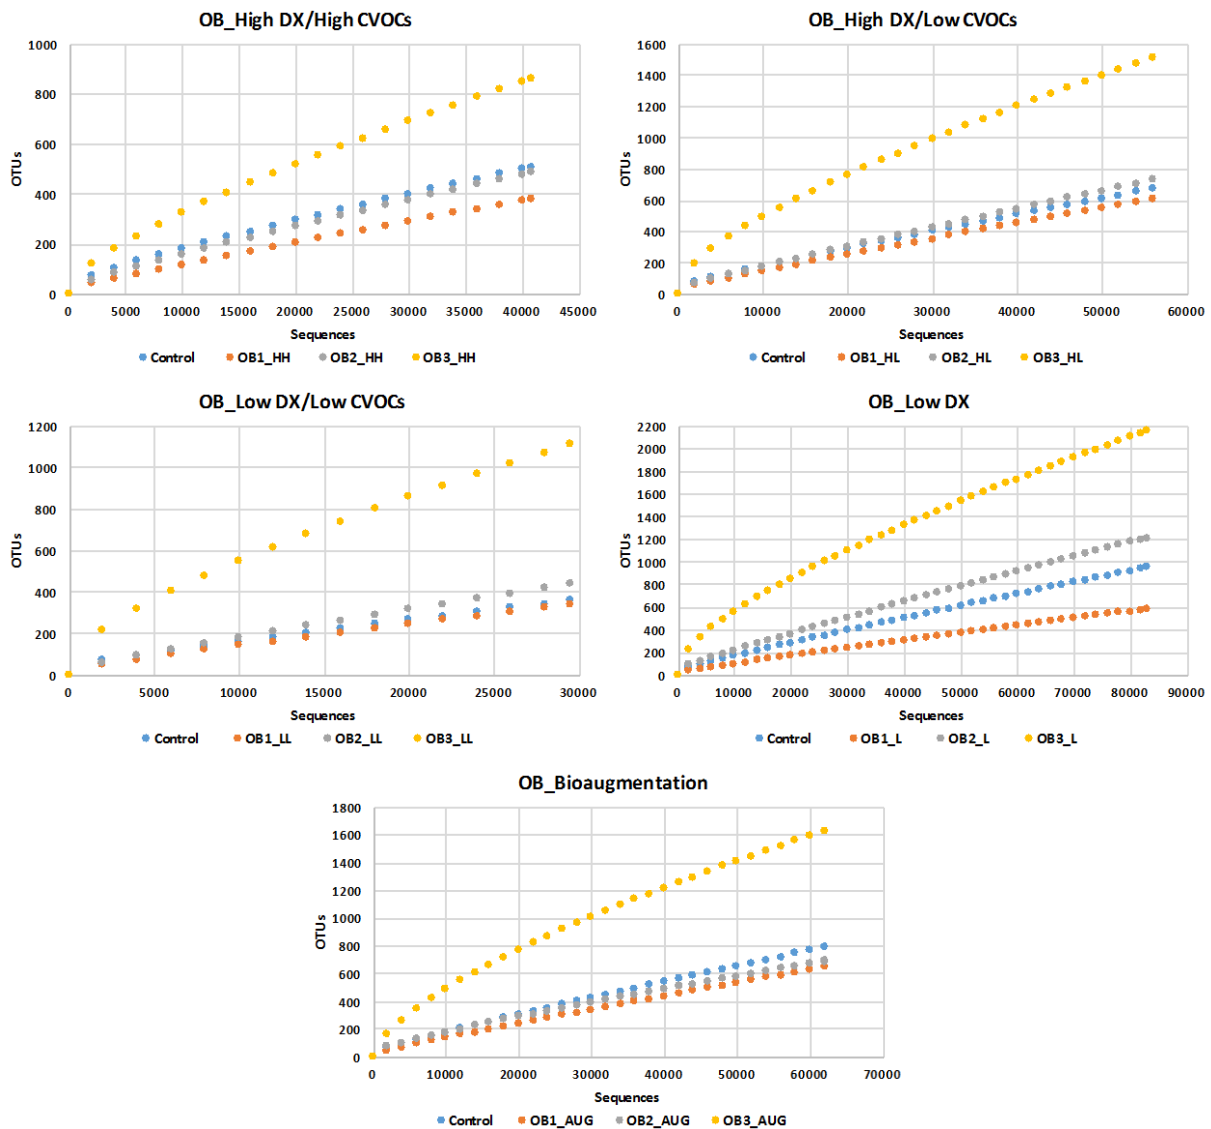 OB_High DX/High CVOCs
1000
800
600
400
200
0
OTUs
0 5000 10000 15000 20000 25000 30000 35000 40000 45000
Sequences
Control OB1_HH OB2_HH OB3_HH
OB_High DX/Low CVOCs
1600
1400
1200
1000
800
600
400
200
0
OTUs
0 10000 20000 30000 40000 50000 60000
Sequences
Control OB1_HL OB2_HL OB3_HL
OB_Low DX/Low CVOCs
1200
1000
800
600
400
200
0
OTUs
0 5000 10000 15000 20000 25000 30000
Sequences
Control OB1_LL OB2_LL OB3_LL
OB_Low DX
2200
2000
1800
1600
1400
1200
1000
800
600
400
200
0
OTUs
0 10000 20000 30000 40000 50000 60000 70000 80000 90000
Sequences
Control OB1_L OB2_L OB3_L
OB_Bioaugmentation
1800
1600
1400
1200
1000
800
600
400
200
0
OTUs
0 10000 20000 30000 40000 50000 60000 70000
Sequences
Control OB1_AUG OB2_AUG OB3_AUG